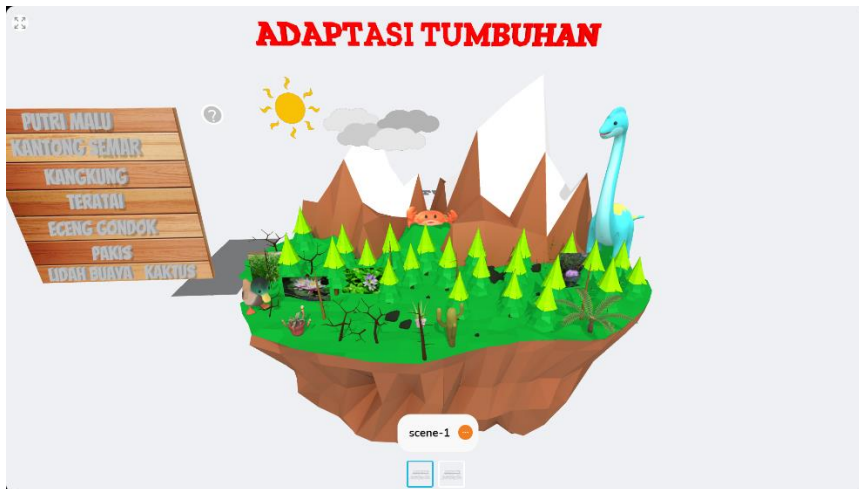 ADAPTASI TUMBUHAN
?
PUTRI MALU
KANTONG SEMAR
KANGKUNG
TERATAI
ECENG GONDOK
PAKIS
LIDAH BUAYA KAKTUS
scene-1